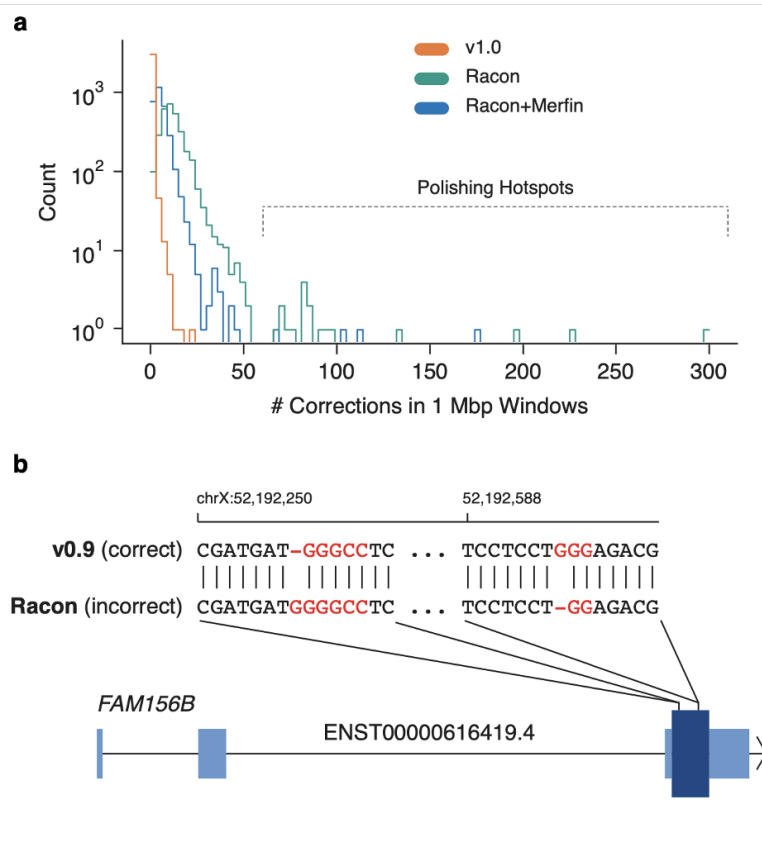 a
v1.0
Racon
Racon+Merfin
Polishing Hotspots
Count
10³
10²
10¹
10⁰
0 50 100 150 200 250 300
# Corrections in 1 Mbp Windows
b
chrX:52,192,250 52,192,588
v0.9 (correct) CGATGAT-GGGCCTC ... TCCTCCTGGGAGACG
Racon (incorrect) CGATGATGGGGCCTC ... TCCTCCT-GGAGACG
FAM156B
ENST00000616419.4